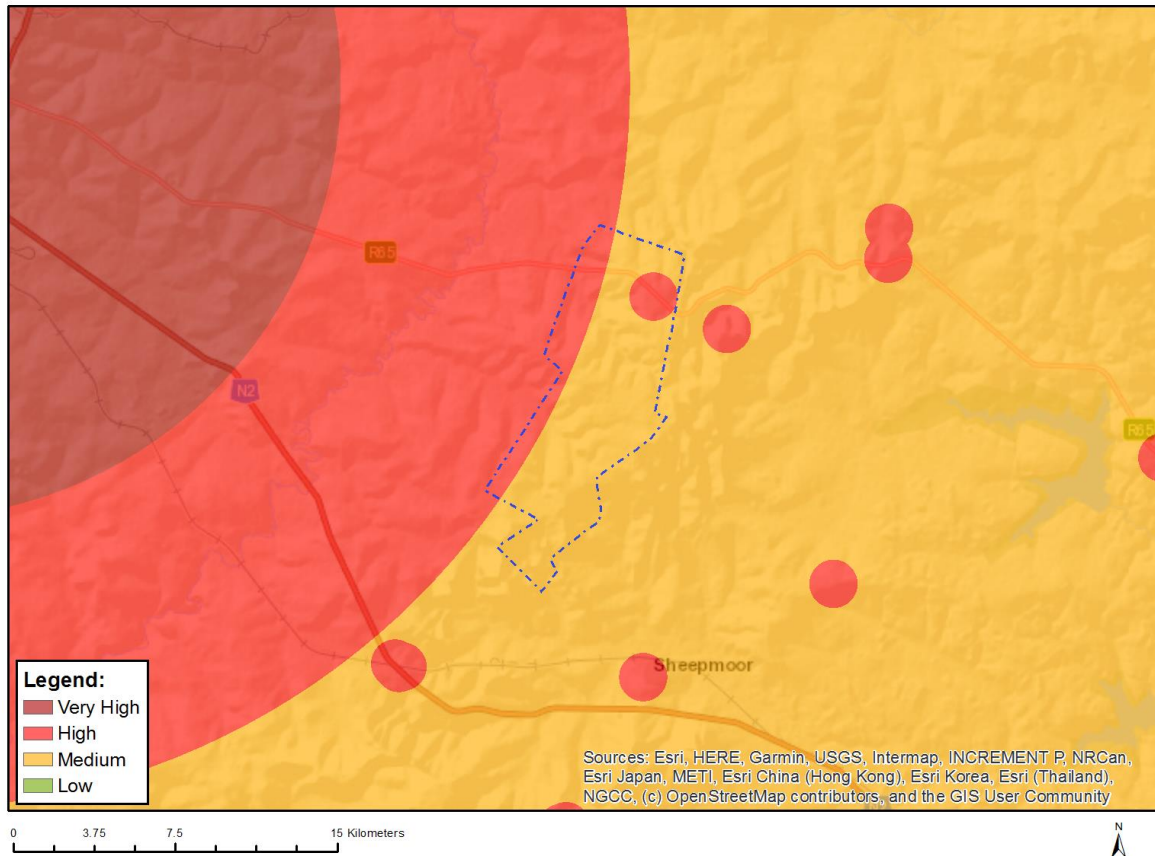 R65
N2
R65
Sheepmoor
Legend:
Very High
High
Medium
Low
Sources: Esri, HERE, Garmin, USGS, Intermap, INCREMENT P, NRCan,
Esri Japan, METI, Esri China (Hong Kong), Esri Korea, Esri (Thailand),
NGCC, (c) OpenStreetMap contributors, and the GIS User Community
0 3.75 7.5 15 Kilometers
N